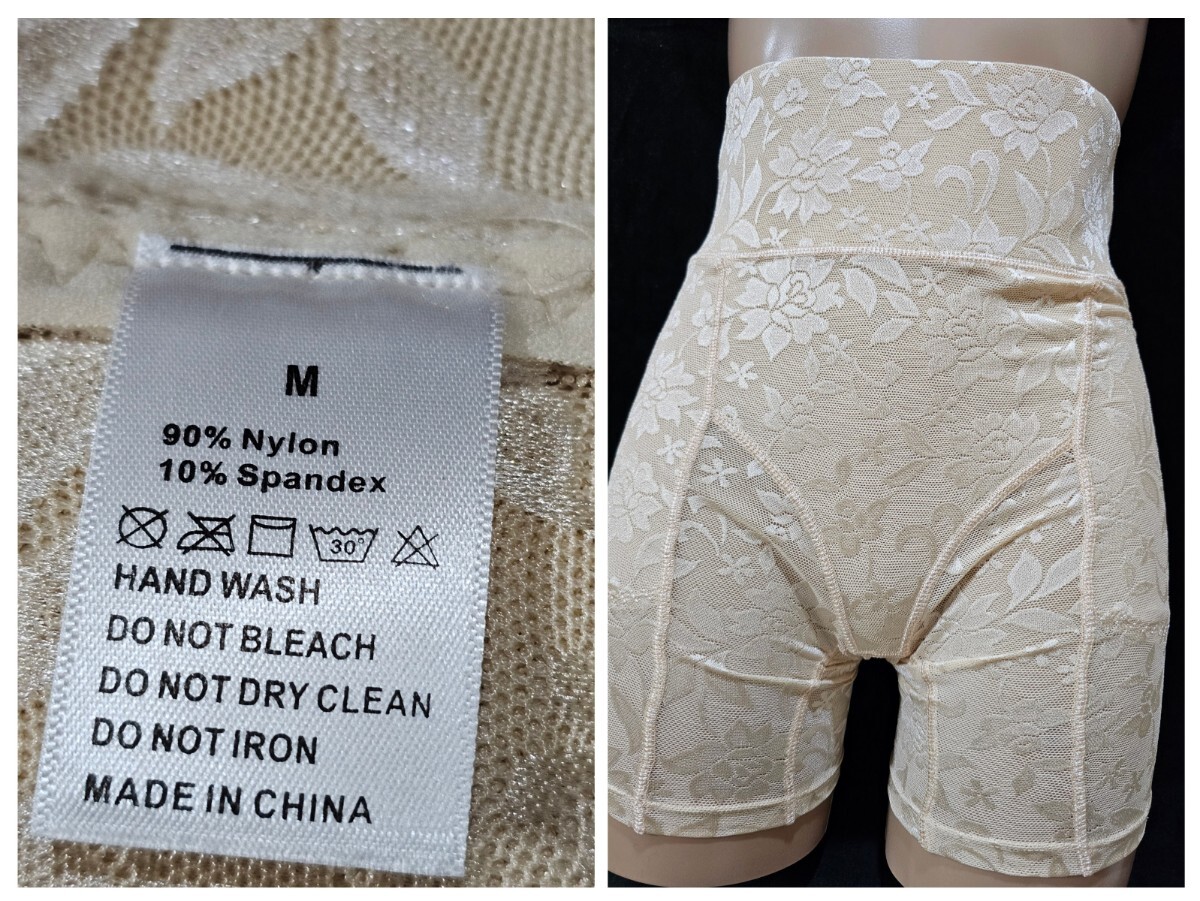 M
90% Nylon
10% Spandex
30°
HAND WASH
DO NOT BLEACH
DO NOT DRY CLEAN
DO NOT IRON
MADE IN CHINA